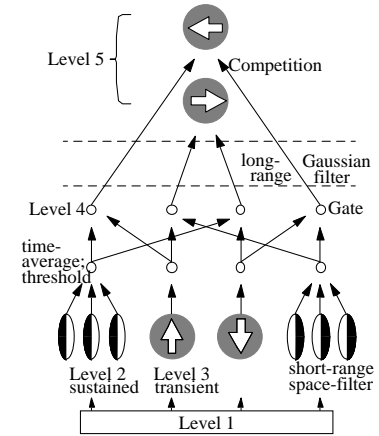 Level 5
Competition
long-
range
Gaussian
filter
Level 4
Gate
time-
average;
threshold
Level 2
sustained
Level 3
transient
short-range
space-filter
Level 1